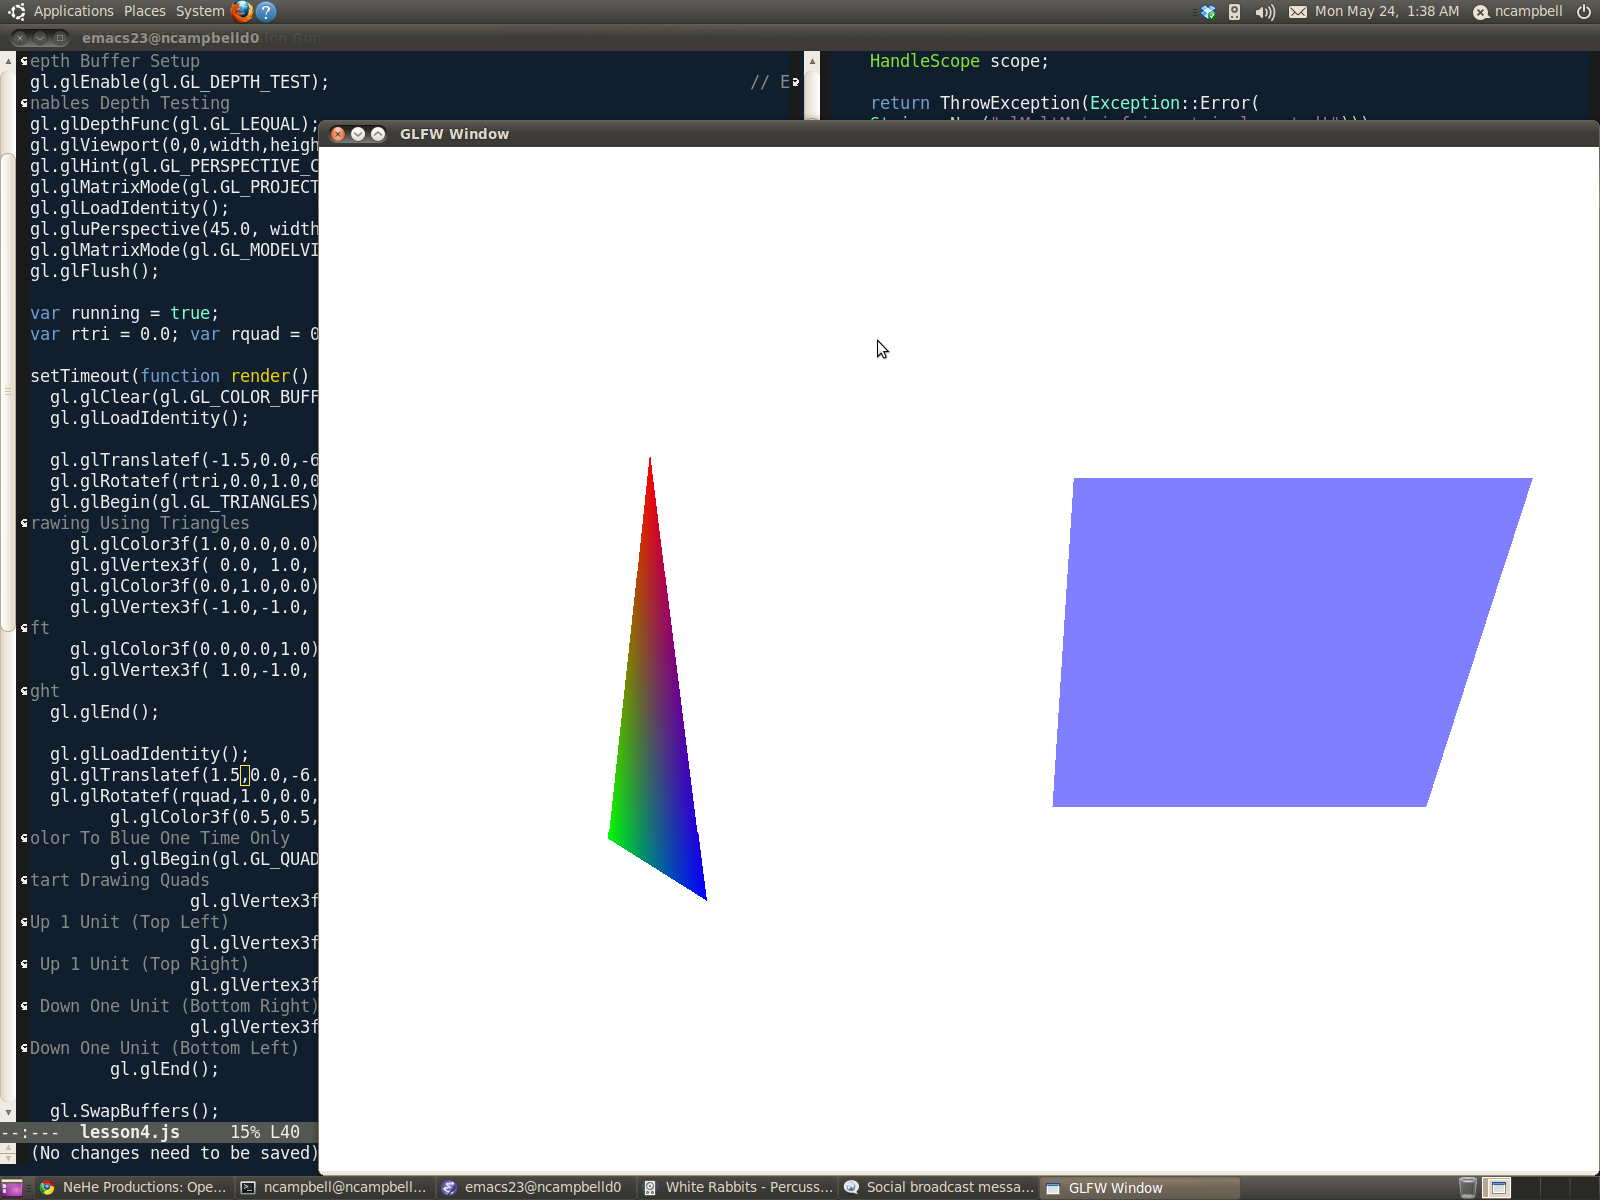 Applications Places System
Mon May 24, 1:38 AM ncampbell
emacs23@ncampbelld0
epth Buffer Setup
gl.glEnable(gl.GL_DEPTH_TEST); // E
nables Depth Testing
gl.glDepthFunc(gl.GL_LEQUAL);
gl.glViewport(0,0,width,heigh
gl.glHint(gl.GL_PERSPECTIVE_C
gl.glMatrixMode(gl.GL_PROJECT
gl.glLoadIdentity();
gl.gluPerspective(45.0, width
gl.glMatrixMode(gl.GL_MODELVI
gl.glFlush();
var running = true;
var rtri = 0.0; var rquad = 0
setTimeout(function render()
gl.glClear(gl.GL_COLOR_BUFF
gl.glLoadIdentity();
gl.glTranslatef(-1.5,0.0,-6
gl.glRotatef(rtri,0.0,1.0,0
gl.glBegin(gl.GL_TRIANGLES)
rawing Using Triangles
gl.glColor3f(1.0,0.0,0.0)
gl.glVertex3f( 0.0, 1.0,
gl.glColor3f(0.0,1.0,0.0)
gl.glVertex3f(-1.0,-1.0,
ft
gl.glColor3f(0.0,0.0,1.0)
gl.glVertex3f( 1.0,-1.0,
ght
gl.glEnd();
gl.glLoadIdentity();
gl.glTranslatef(1.5,0.0,-6.
gl.glRotatef(rquad,1.0,0.0,
gl.glColor3f(0.5,0.5,
olor To Blue One Time Only
gl.glBegin(gl.GL_QUAD
tart Drawing Quads
gl.glVertex3f
Up 1 Unit (Top Left)
gl.glVertex3f
Up 1 Unit (Top Right)
gl.glVertex3f
Down One Unit (Bottom Right)
gl.glVertex3f
Down One Unit (Bottom Left)
gl.glEnd();
gl.SwapBuffers();
--:--- lesson4.js 15% L40
(No changes need to be saved)
HandleScope scope;
return ThrowException(Exception::Error(
GLFW Window
NeHe Productions: Ope... ncampbell@ncampbell... emacs23@ncampbelld0 White Rabbits - Percuss... Social broadcast messa... GLFW Window